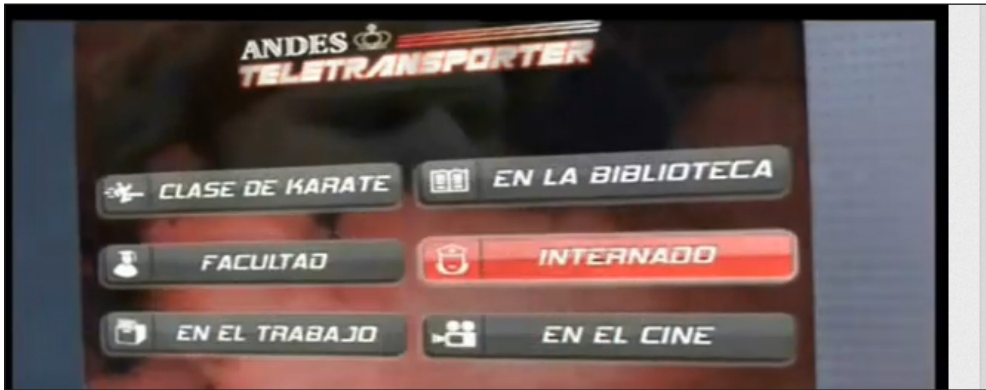 ANDES
TELETRANSPORTER
CLASE DE KARATE
EN LA BIBLIOTECA
FACULTAD
INTERNADO
EN EL TRABAJO
EN EL CINE